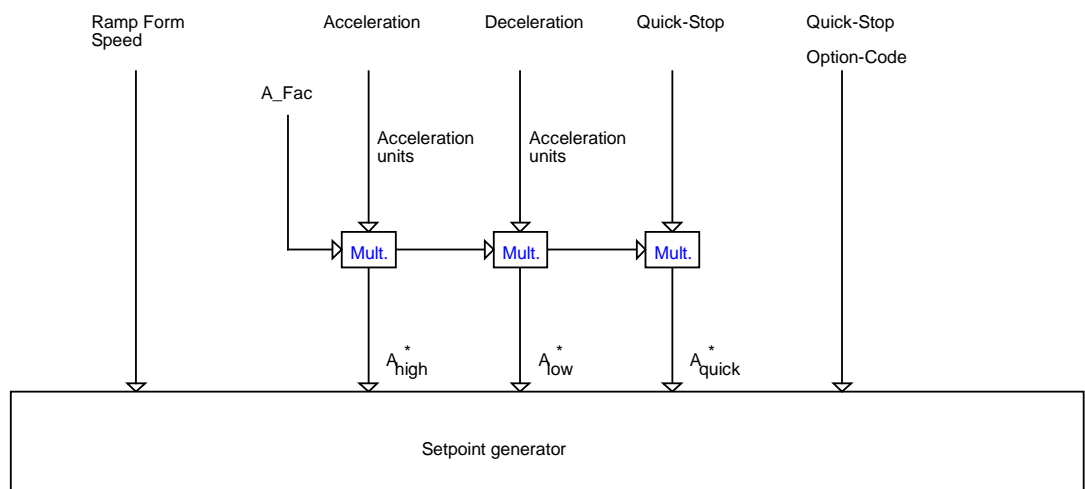 Ramp Form
Speed
Acceleration
Deceleration
Quick-Stop
Quick-Stop
Option-Code
A_Fac
Acceleration
units
Acceleration
units
Mult.
Mult.
Mult.
A*high
A*low
A*quick
Setpoint generator